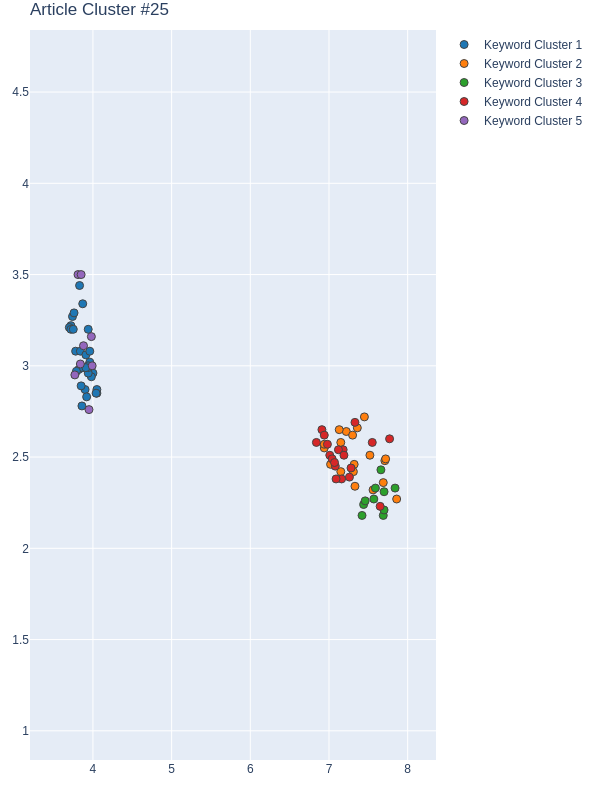 Article Cluster #25
Keyword Cluster 1
Keyword Cluster 2
Keyword Cluster 3
Keyword Cluster 4
Keyword Cluster 5
4.5
4
3.5
3
2.5
2
1.5
1
4 5 6 7 8